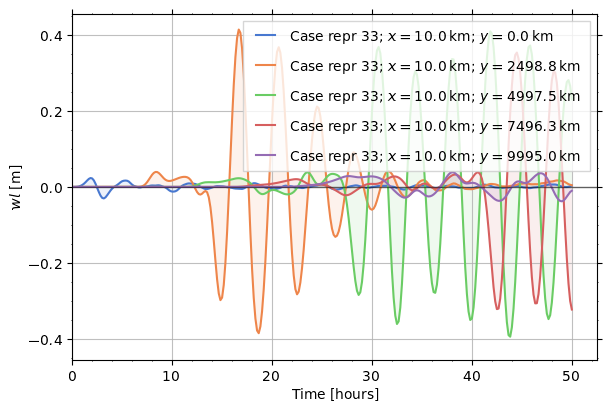 Case repr 33; x = 10.0 km; y = 0.0 km
Case repr 33; x = 10.0 km; y = 2498.8 km
Case repr 33; x = 10.0 km; y = 4997.5 km
Case repr 33; x = 10.0 km; y = 7496.3 km
Case repr 33; x = 10.0 km; y = 9995.0 km
wl [m]
0.4
0.2
0.0
−0.2
−0.4
0 10 20 30 40 50
Time [hours]